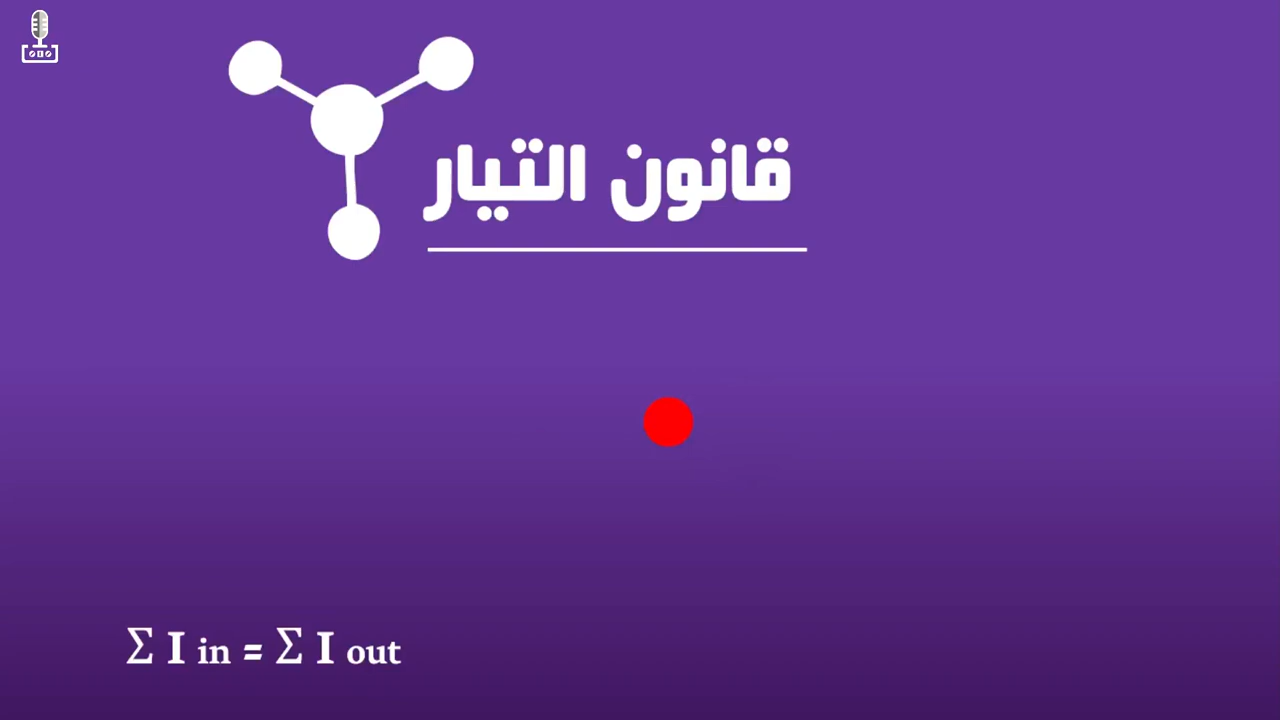 قانون التيار
Σ I in = Σ I out